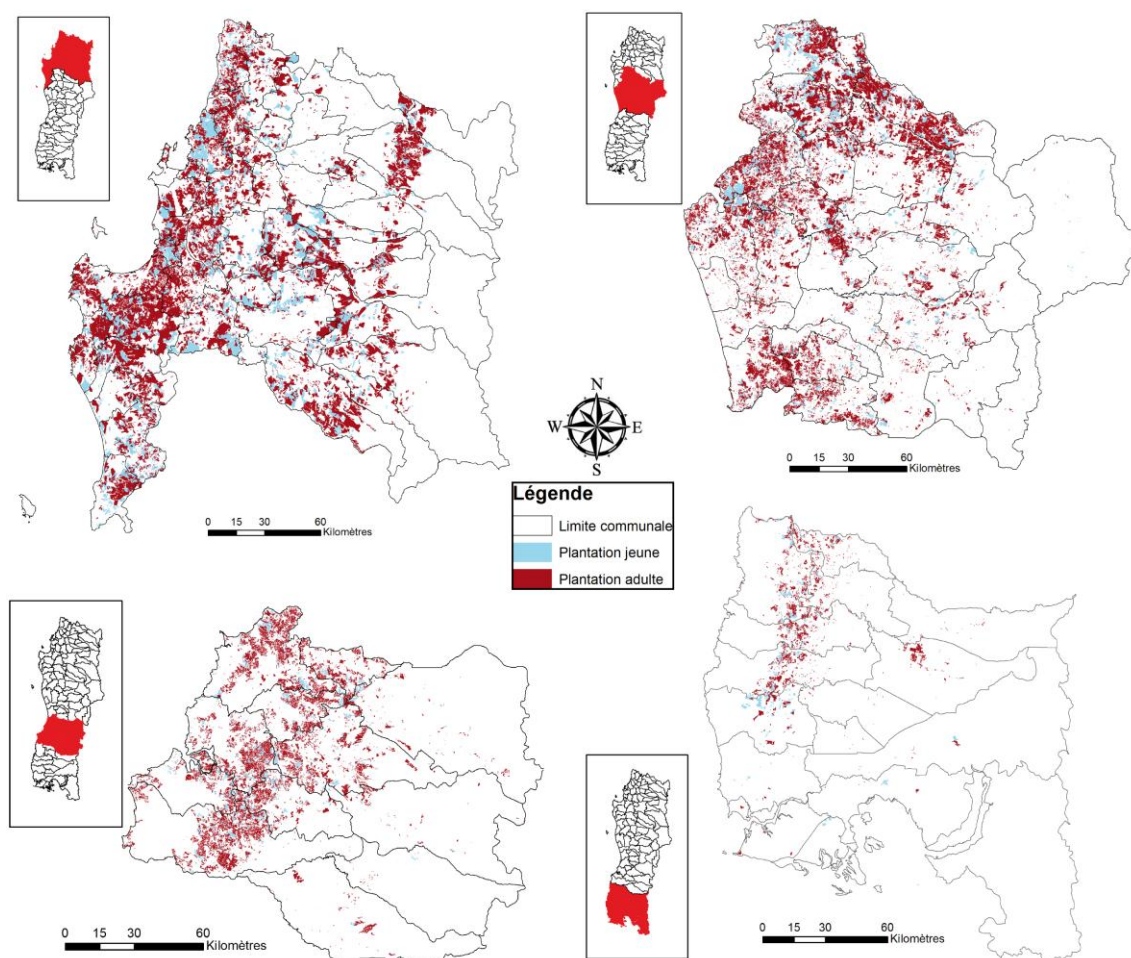 N
W E
S
0 15 30 60
Kilomètres
0 15 30 60
Kilomètres
Légende
Limite communale
Plantation jeune
Plantation adulte
0 15 30 60
Kilomètres
0 15 30 60
Kilomètres